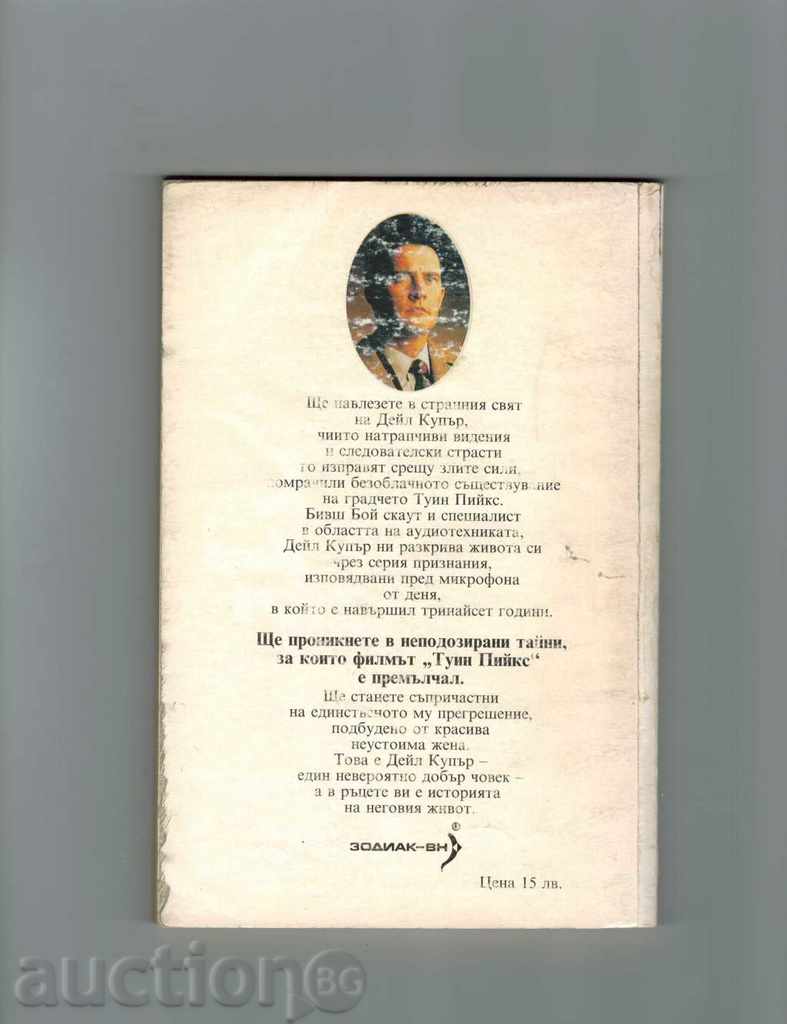 Ще навлезете в странния свят
на Дейл Купър,
чиито натрапчиви видения
и следователски страсти
го изправят срещу злите сили,
помрачили безоблачното съществуване
на градчето Туин Пийкс.
Бивш Бой скаут и специалист
в областта на аудиотехниката,
Дейл Купър ни разкрива живота си
чрез серия признания,
изповядвани пред микрофона
от деня,
в който е навършил тринайсет години.
Ще проникнете в неподозирани тайни,
за които филмът „Туин Пийкс“
е премълчал.
Ще станете съпричастни
на единственото му прегрешение,
подбудено от красива
неустоима жена.
Това е Дейл Купър –
един невероятно добър човек –
а в ръцете ви е историята
на неговия живот.
®
ЗОДИАК–ВН
Цена 15 лв.
auctionBG